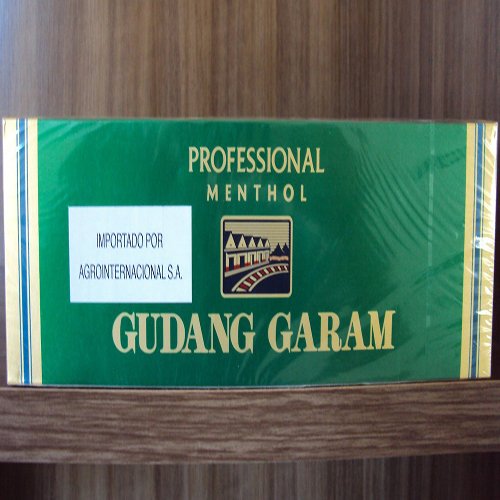 PROFESSIONAL
MENTHOL
IMPORTADO POR
AGROINTERNACIONAL S.A.
GUDANG GARAM